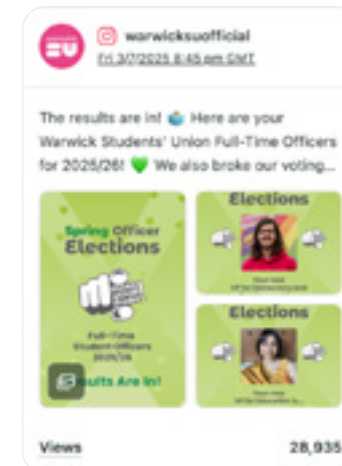 warwicksuofficial
Fri 3/7/2025 8:45 pm GMT
The results are in! 🗳️ Here are your
Warwick Students' Union Full-Time Officers
for 2025/26! 💚 We also broke our voting...
Spring Officer
Elections
Full-Time
Student Officers
2025/26
Results Are In!
Elections
Elections
Views
28,935